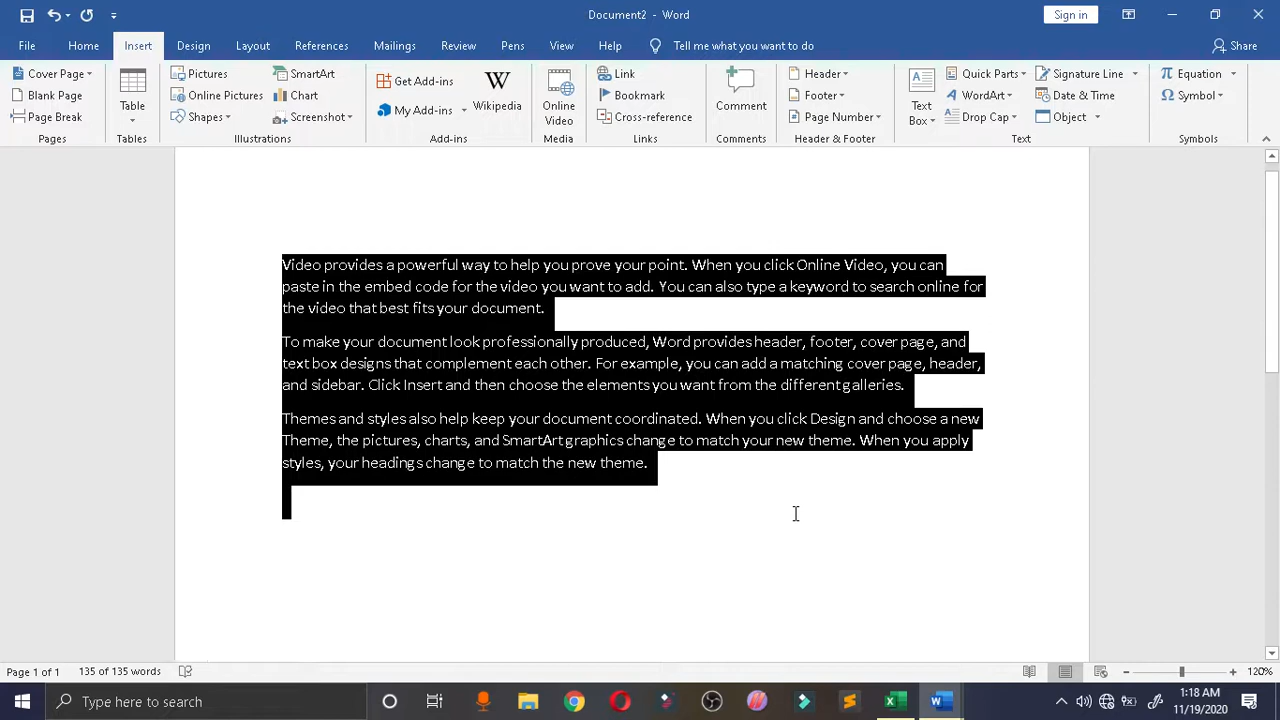 Document2 - Word
Sign in
File Home Insert Design Layout References Mailings Review Pens View Help Tell me what you want to do Share
Cover Page
Blank Page
Page Break
Pages
Table
Tables
Pictures
Online Pictures
Shapes
SmartArt
Chart
Screenshot
Illustrations
Get Add-ins
My Add-ins
W
Wikipedia
Add-ins
Online
Video
Media
Link
Bookmark
Cross-reference
Links
Comment
Comments
Header
Footer
Page Number
Header & Footer
Text
Box
Quick Parts
WordArt
Drop Cap
Signature Line
Date & Time
Object
Text
Equation
Symbol
Symbols
Video provides a powerful way to help you prove your point. When you click Online Video, you can
paste in the embed code for the video you want to add. You can also type a keyword to search online for
the video that best fits your document.
To make your document look professionally produced, Word provides header, footer, cover page, and
text box designs that complement each other. For example, you can add a matching cover page, header,
and sidebar. Click Insert and then choose the elements you want from the different galleries.
Themes and styles also help keep your document coordinated. When you click Design and choose a new
Theme, the pictures, charts, and SmartArt graphics change to match your new theme. When you apply
styles, your headings change to match the new theme.
Page 1 of 1 135 of 135 words 120%
Type here to search
1:18 AM
11/19/2020